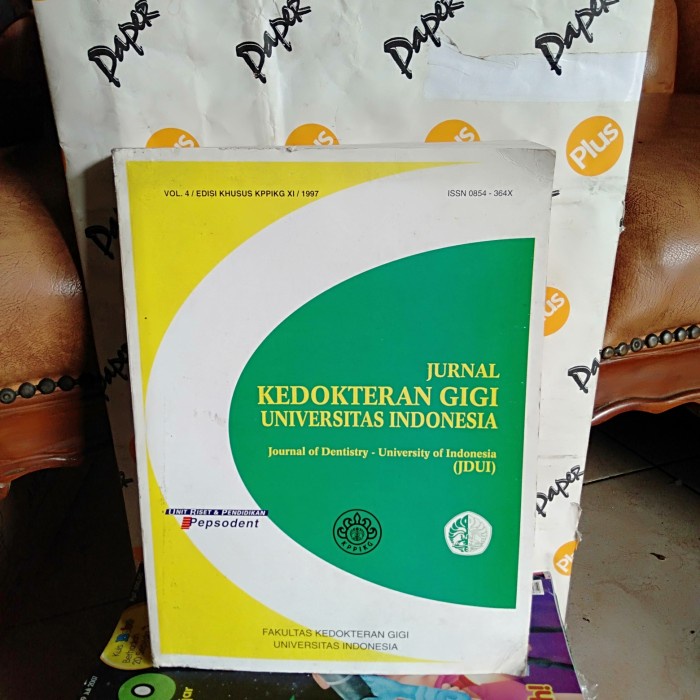 Paper
Paper
Paper
Paper
Plus
Plus
Plus
Plus
VOL. 4 / EDISI KHUSUS KPPIKG XI / 1997
ISSN 0854 - 364X
JURNAL
KEDOKTERAN GIGI
UNIVERSITAS INDONESIA
Journal of Dentistry - University of Indonesia
(JDUI)
UNIT RISET & PENDIDIKAN
Pepsodent
KPPIKG
FAKULTAS KEDOKTERAN GIGI
UNIVERSITAS INDONESIA
Paper